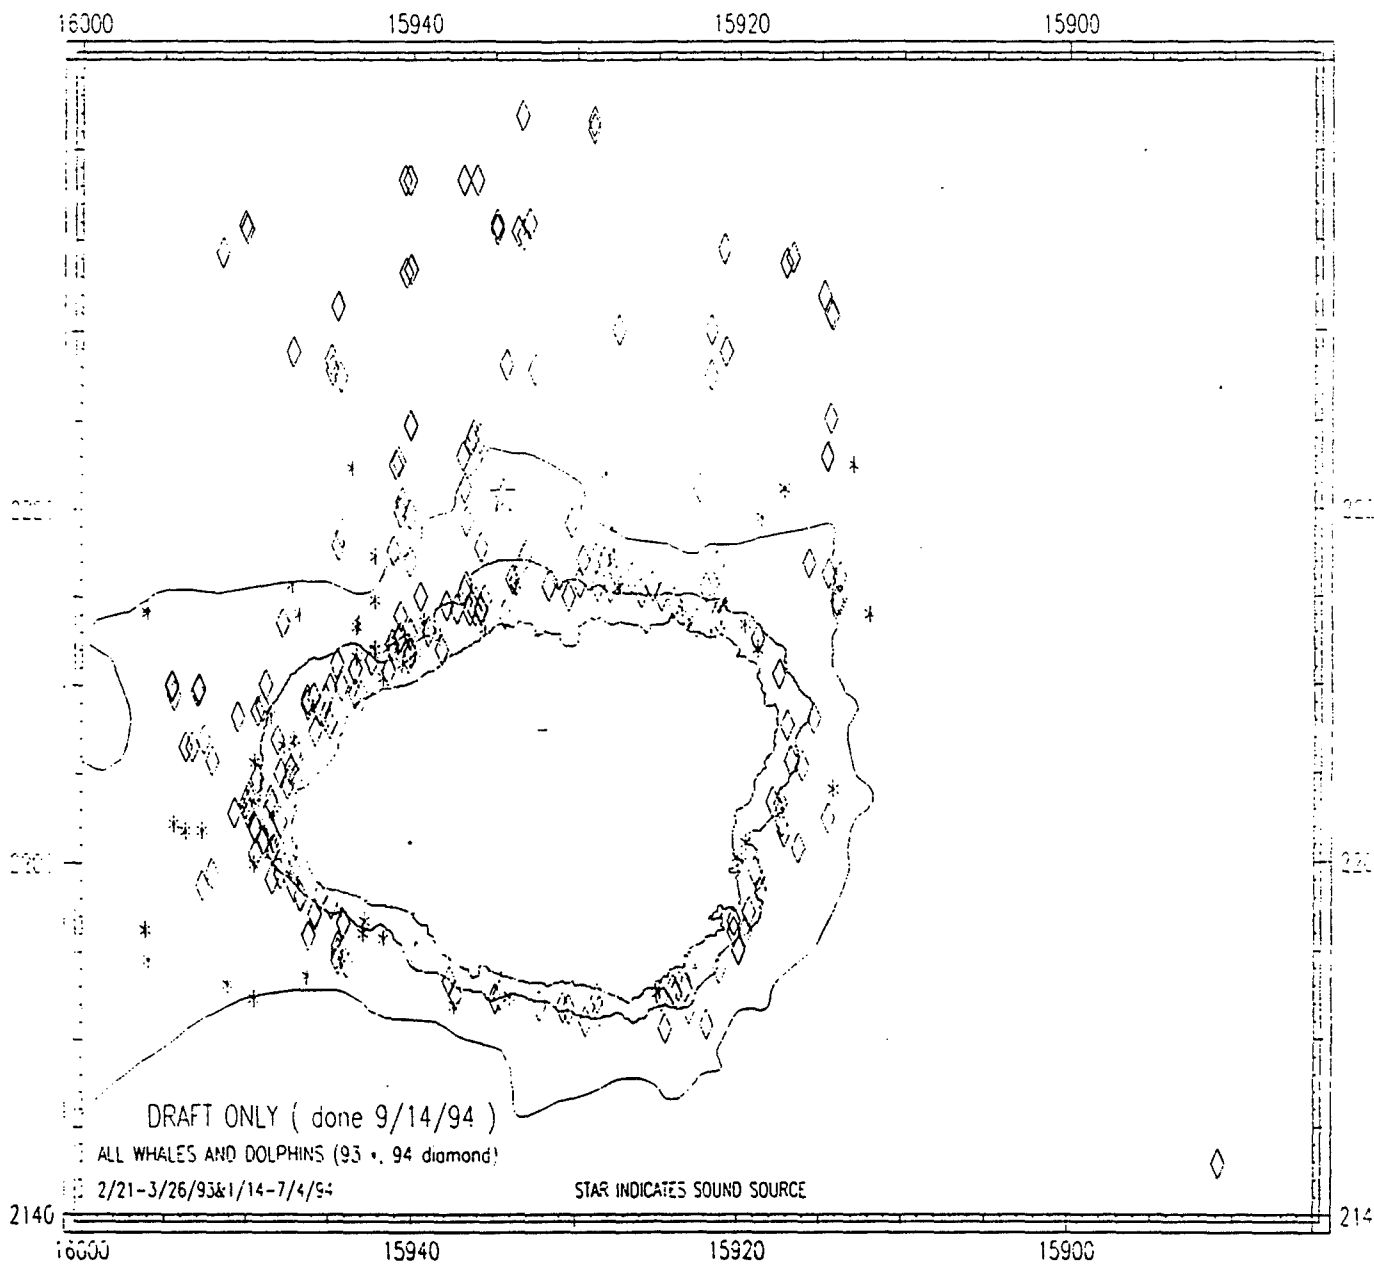 16000 15940 15920 15900
DRAFT ONLY ( done 9/14/94 )
ALL WHALES AND DOLPHINS (93 *, 94 diamond)
2/21-3/26/93&1/14-7/4/94
STAR INDICATES SOUND SOURCE
2140 214
16000 15940 15920 15900